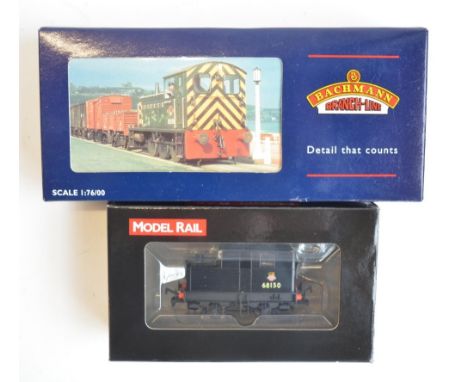 BACHMANN
BRANCH-LINE
Detail that counts
SCALE 1:76/00
MODEL RAIL
68150